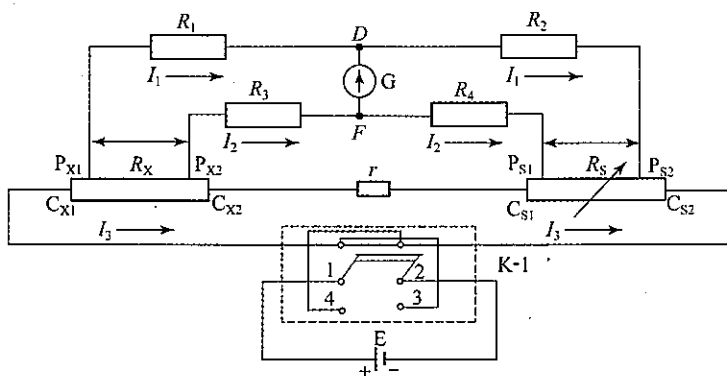 R1 D R2
I1 G I1
R3 R4
I2 F I2
PX1 RX PX2 r PS1 RS PS2
CX1 CX2 CS1 CS2
I3 I3
K-1
1 2
4 3
E
+ −